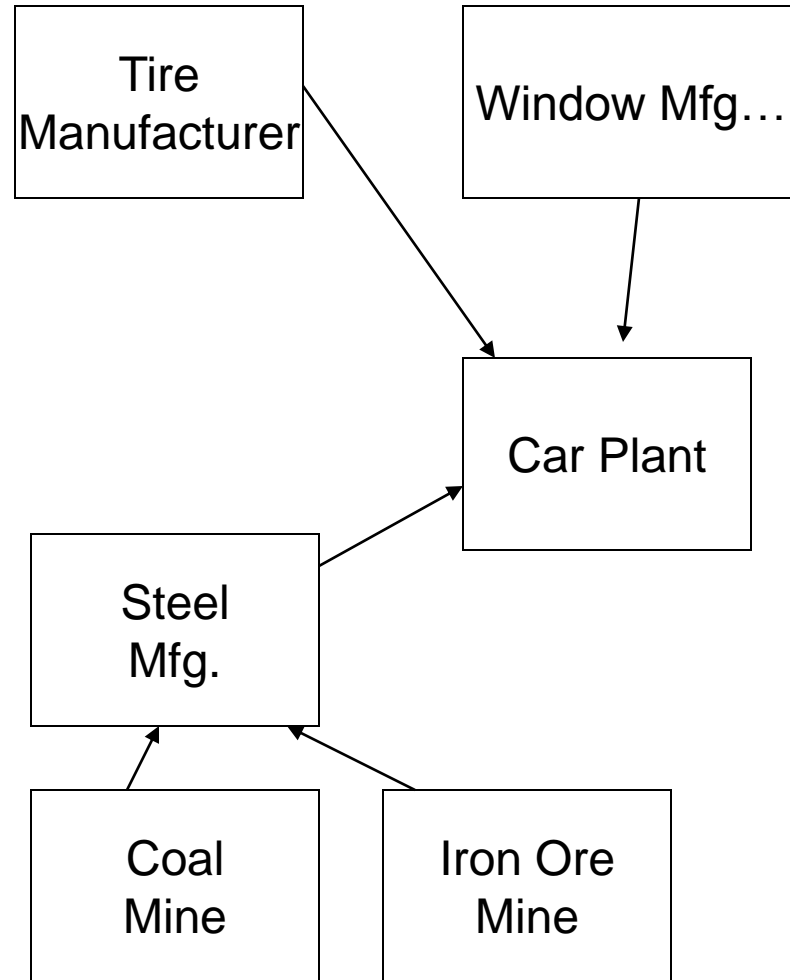 Tire
Manufacturer
Window Mfg…
Car Plant
Steel
Mfg.
Coal
Mine
Iron Ore
Mine